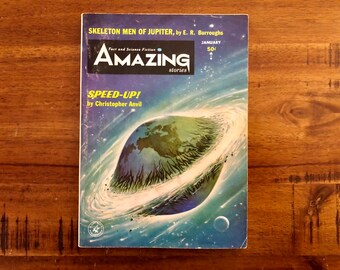 SKELETON MEN OF JUPITER, by E. R. Burroughs
JANUARY
50¢
Fact and Science Fiction
AMAZING
stories
SPEED-UP!
by Christopher Anvil